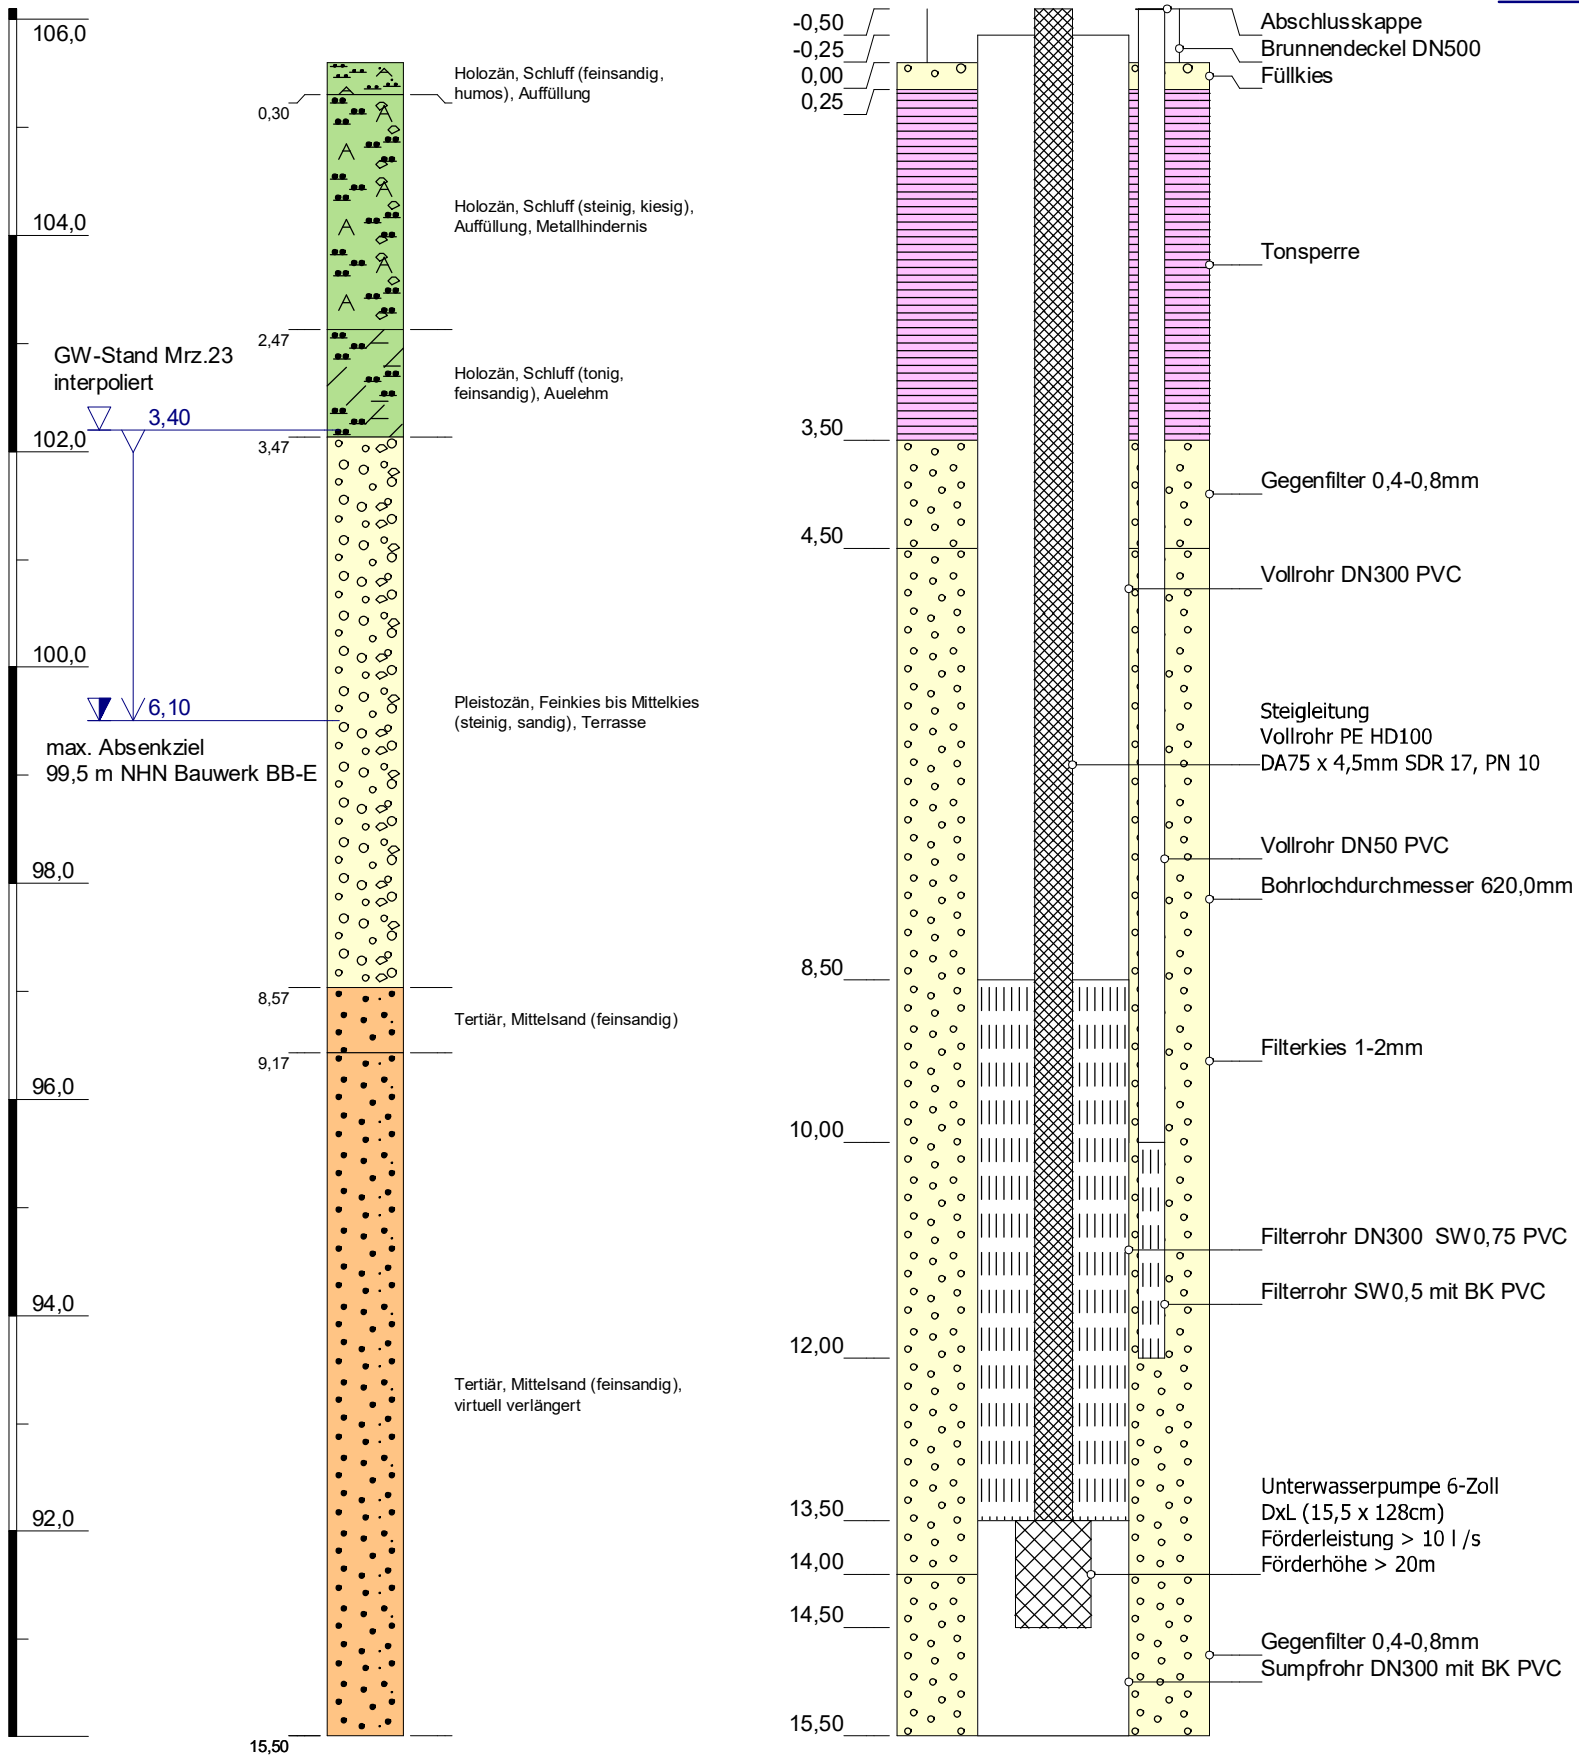 106,0
104,0
102,0
100,0
98,0
96,0
94,0
92,0
GW-Stand Mrz.23
interpoliert
3,40
6,10
max. Absenkziel
99,5 m NHN Bauwerk BB-E
0,30
2,47
3,47
8,57
9,17
15,50
Holozän, Schluff (feinsandig,
humos), Auffüllung
Holozän, Schluff (steinig, kiesig),
Auffüllung, Metallhindernis
Holozän, Schluff (tonig,
feinsandig), Auelehm
Pleistozän, Feinkies bis Mittelkies
(steinig, sandig), Terrasse
Tertiär, Mittelsand (feinsandig)
Tertiär, Mittelsand (feinsandig),
virtuell verlängert
-0,50
-0,25
0,00
0,25
3,50
4,50
8,50
10,00
12,00
13,50
14,00
14,50
15,50
Abschlusskappe
Brunnendeckel DN500
Füllkies
Tonsperre
Gegenfilter 0,4-0,8mm
Vollrohr DN300 PVC
Steigleitung
Vollrohr PE HD100
DA75 x 4,5mm SDR 17, PN 10
Vollrohr DN50 PVC
Bohrlochdurchmesser 620,0mm
Filterkies 1-2mm
Filterrohr DN300 SW0,75 PVC
Filterrohr SW0,5 mit BK PVC
Unterwasserpumpe 6-Zoll
DxL (15,5 x 128cm)
Förderleistung > 10 l /s
Förderhöhe > 20m
Gegenfilter 0,4-0,8mm
Sumpfrohr DN300 mit BK PVC